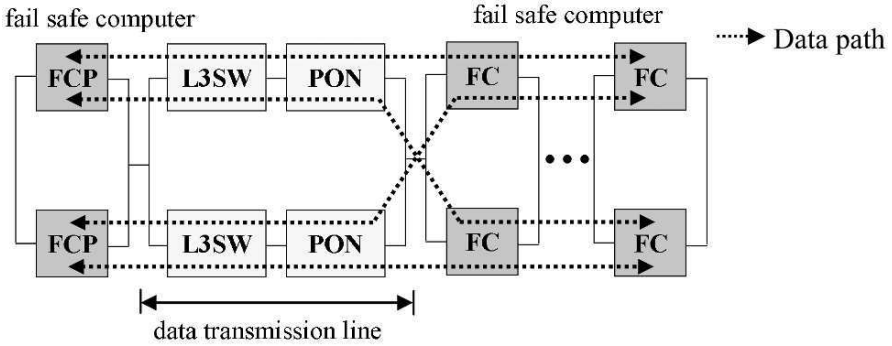 fail safe computer
fail safe computer
Data path
FCP
L3SW
PON
FC
FC
FCP
L3SW
PON
FC
FC
data transmission line